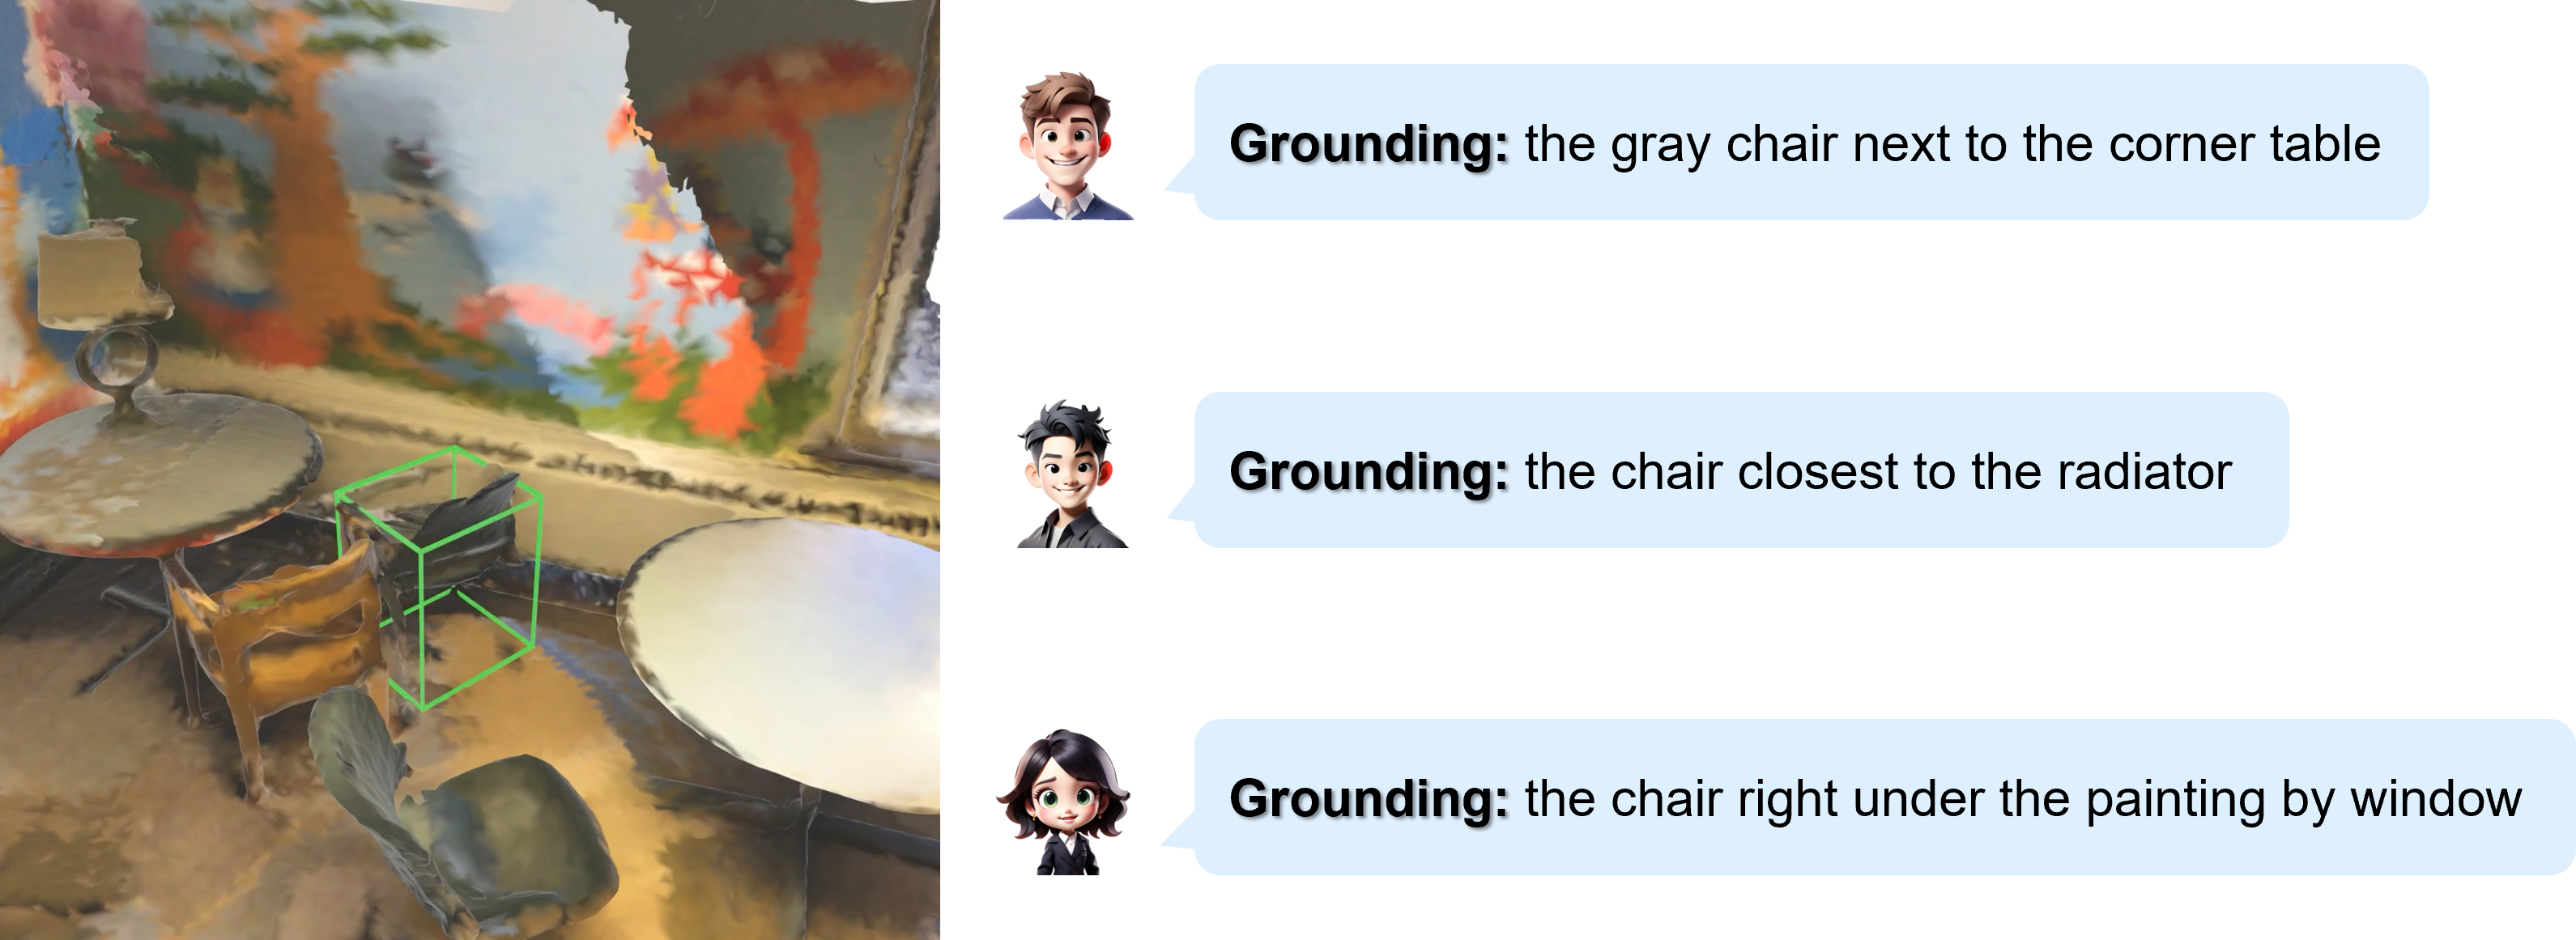 Grounding: the gray chair next to the corner table
Grounding: the chair closest to the radiator
Grounding: the chair right under the painting by window